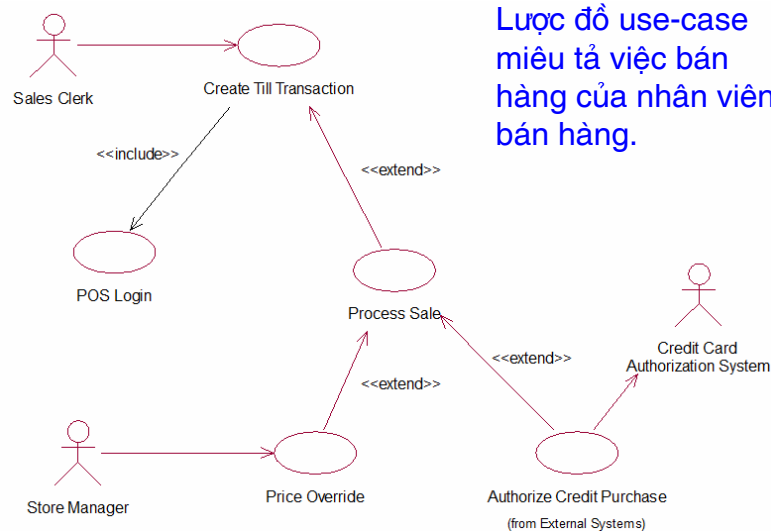 Lược đồ use-case
miêu tả việc bán
hàng của nhân viên
bán hàng.
Sales Clerk
Create Till Transaction
<<include>>
<<extend>>
POS Login
Process Sale
Credit Card
Authorization System
<<extend>>
<<extend>>
Store Manager
Price Override
Authorize Credit Purchase
(from External Systems)